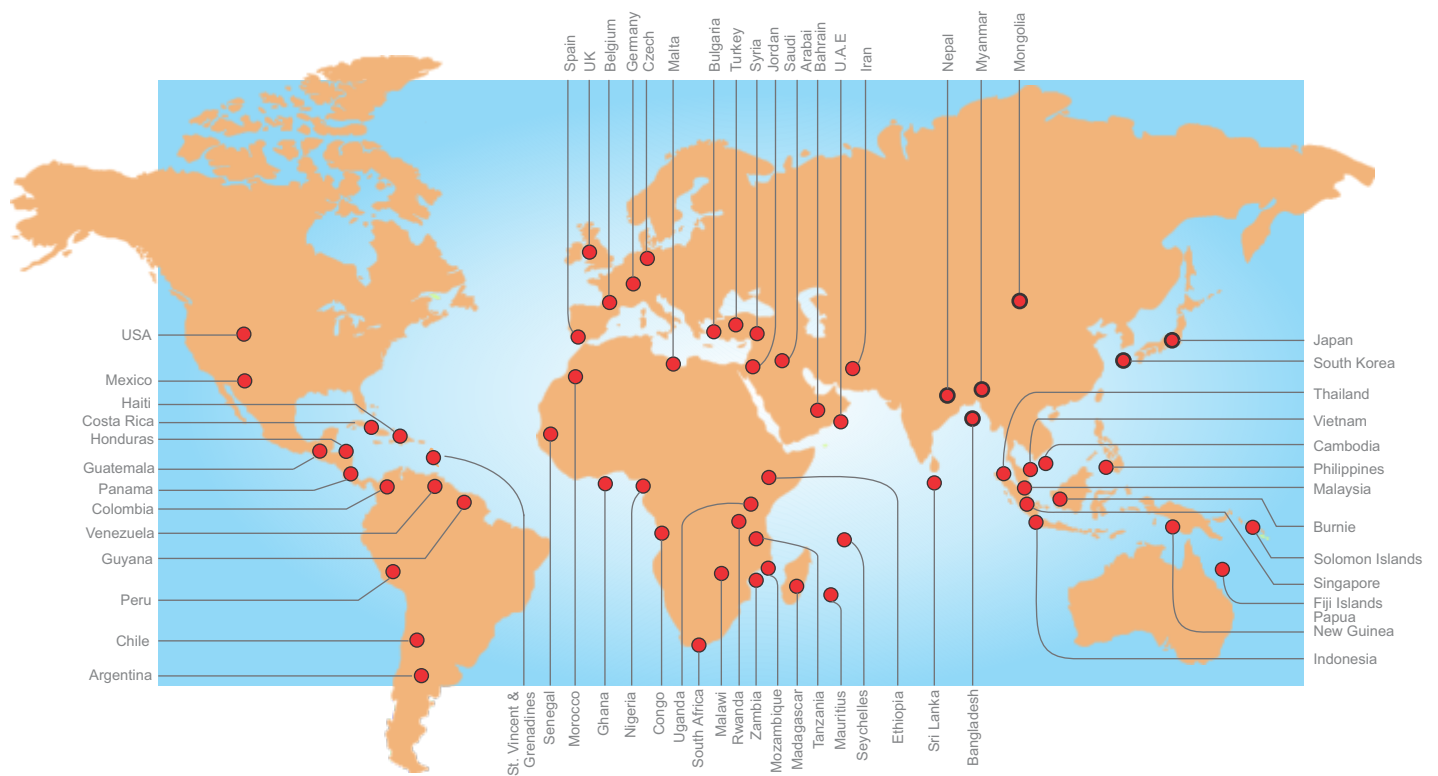 Spain
UK
Belgium
Germany
Czech
Malta
Bulgaria
Turkey
Syria
Jordan
Saudi
Arabai
Bahrain
U.A.E
Iran
Nepal
Myanmar
Mongolia
USA
Mexico
Haiti
Costa Rica
Honduras
Guatemala
Panama
Colombia
Venezuela
Guyana
Peru
Chile
Argentina
Japan
South Korea
Thailand
Vietnam
Cambodia
Philippines
Malaysia
Burnie
Solomon Islands
Singapore
Fiji Islands
Papua
New Guinea
Indonesia
St. Vincent &
Grenadines
Senegal
Morocco
Ghana
Nigeria
Congo
Uganda
South Africa
Malawi
Rwanda
Zambia
Mozambique
Madagascar
Tanzania
Mauritius
Seychelles
Ethiopia
Sri Lanka
Bangladesh